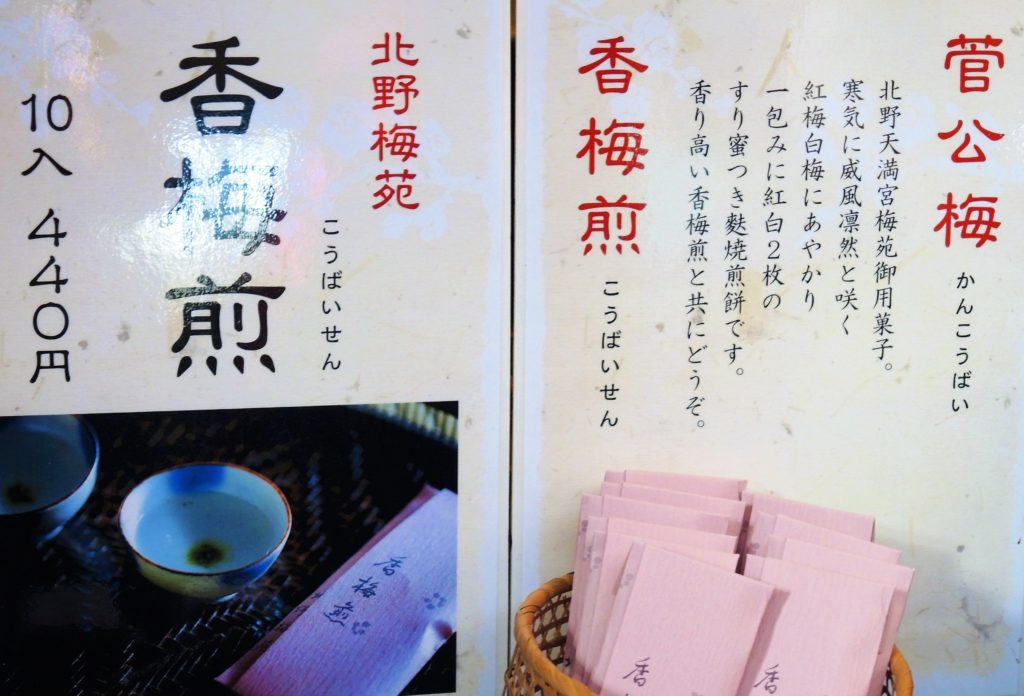 菅公梅
かんこうばい
北野天満宮梅苑御用菓子。
寒気に威風凛然と咲く
紅梅白梅にあやかり
一包みに紅白2枚の
すり蜜つき麩焼煎餅です。
香り高い香梅煎と共にどうぞ。
香梅煎
こうばいせん
北野梅苑
こうばいせん
香梅煎
10入 440円
香梅煎
香
香